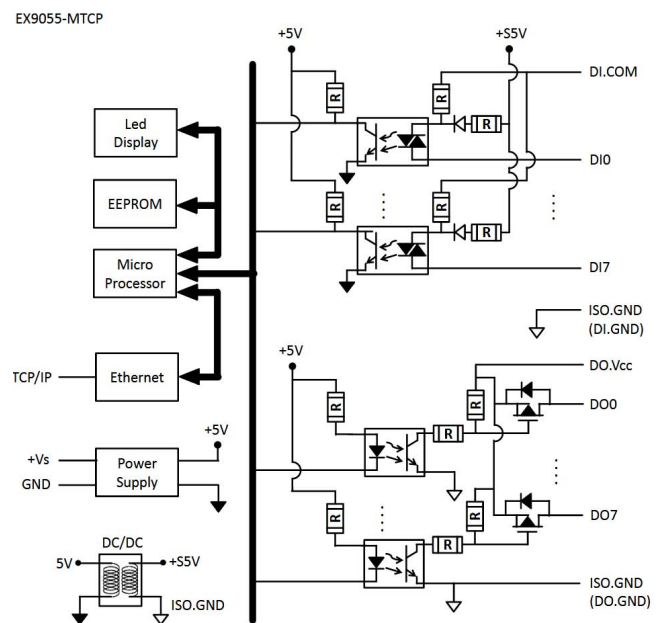 EX9055-MTCP
+5V
+S5V
DI.COM
R
R
R
Led
Display
DI0
EEPROM
R
R
R
Micro
Processor
DI7
ISO.GND
(DI.GND)
+5V
DO.Vcc
TCP/IP
Ethernet
R
R
DO0
R
+5V
+Vs
GND
Power
Supply
R
R
DO7
R
DC/DC
5V
+S5V
ISO.GND
ISO.GND
(DO.GND)